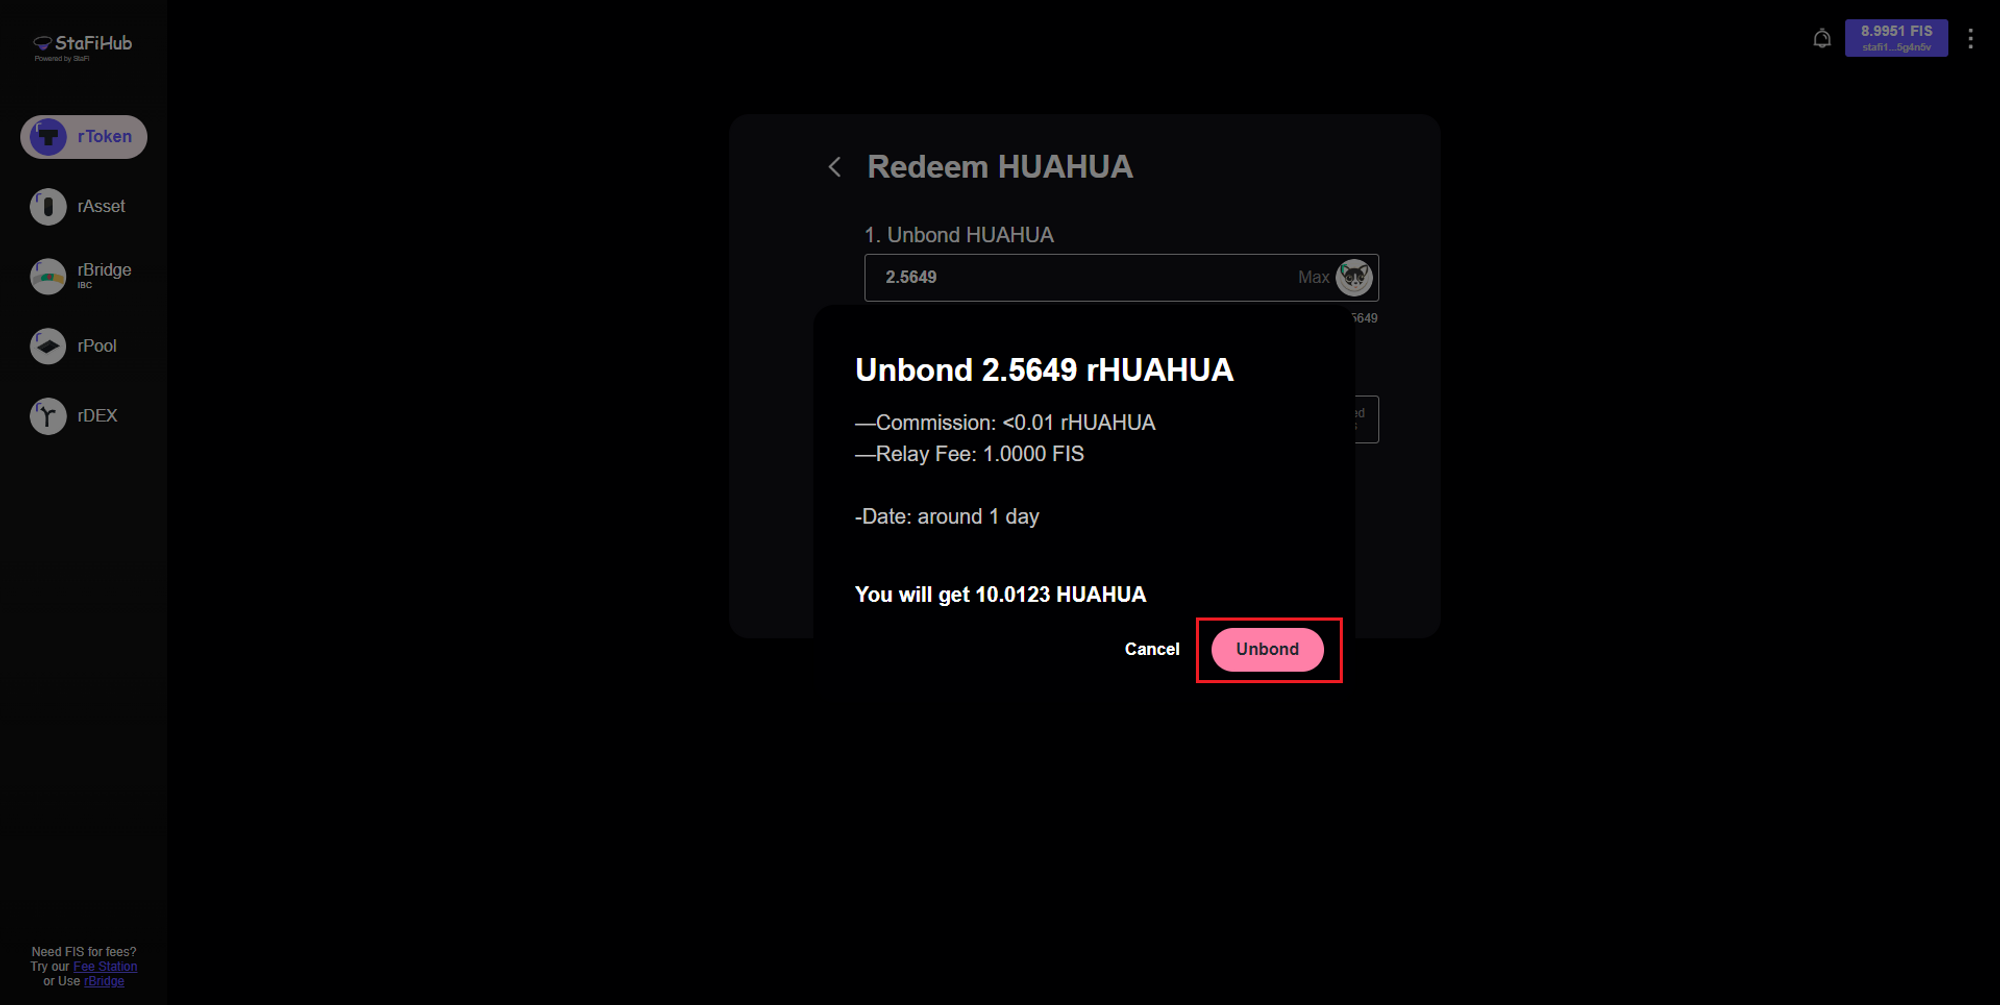 StaFiHub
Powered by StaFi
rToken
rAsset
rBridge
IBC
rPool
rDEX
Need FIS for fees?
Try our Fee Station
or Use rBridge
8.9951 FIS
stafi1...5g4n5v
Redeem HUAHUA
1. Unbond HUAHUA
2.5649 Max
5649
Unbond 2.5649 rHUAHUA
—Commission: <0.01 rHUAHUA
—Relay Fee: 1.0000 FIS
-Date: around 1 day
You will get 10.0123 HUAHUA
Cancel Unbond